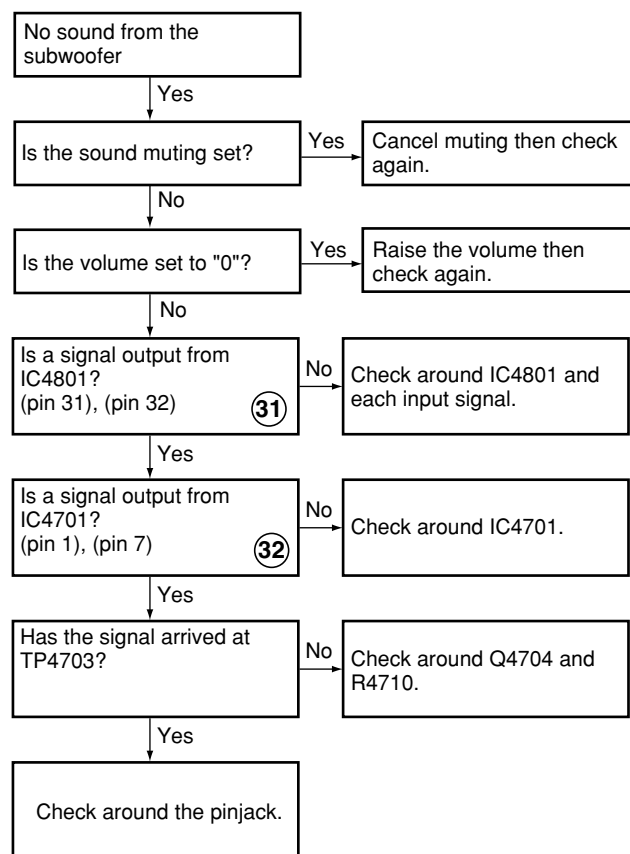 No sound from the
subwoofer
Yes
Is the sound muting set?
Yes
Cancel muting then check
again.
No
Is the volume set to "0"?
Yes
Raise the volume then
check again.
No
Is a signal output from
IC4801?
(pin 31), (pin 32)
31
No
Check around IC4801 and
each input signal.
Yes
Is a signal output from
IC4701?
(pin 1), (pin 7)
32
No
Check around IC4701.
Yes
Has the signal arrived at
TP4703?
No
Check around Q4704 and
R4710.
Yes
Check around the pinjack.